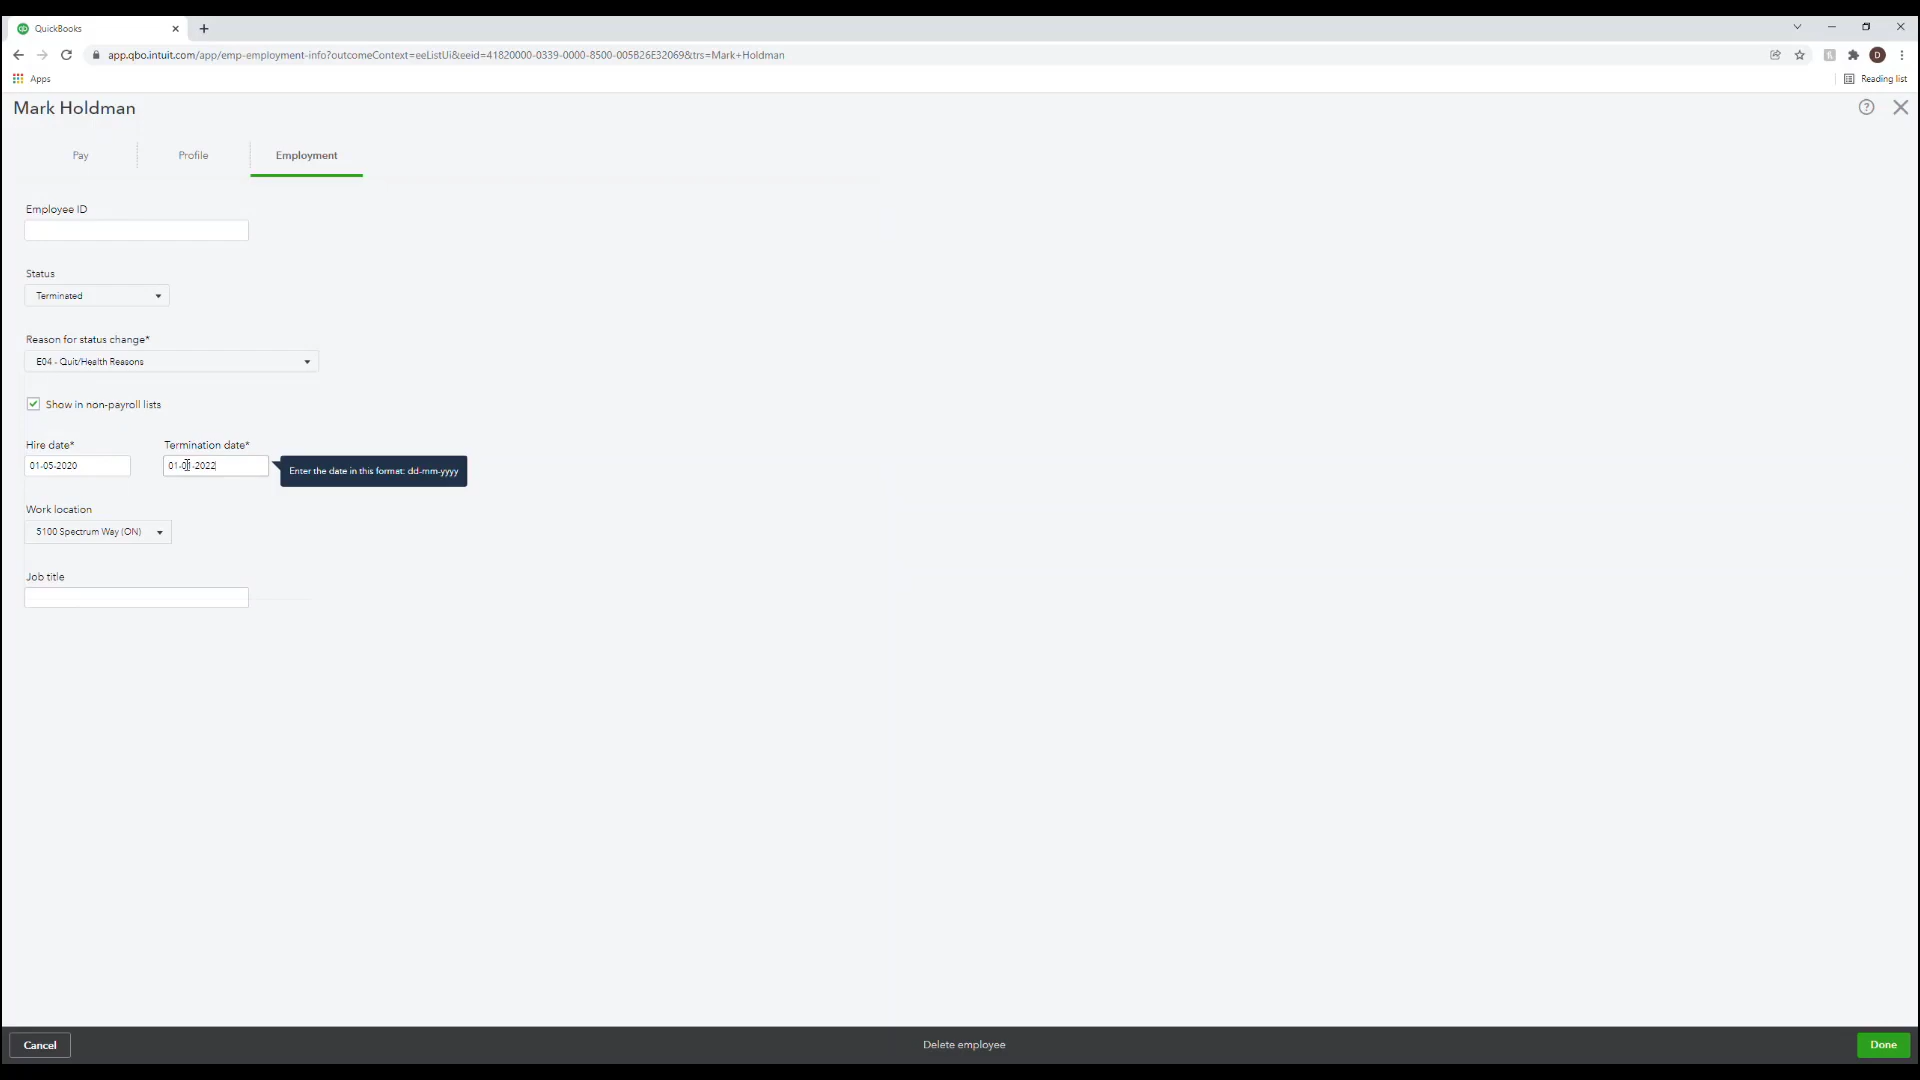 QuickBooks
app.qbo.intuit.com/app/emp-employment-info?outcomeContext=eeListUi&eeid=41820000-0339-0000-8500-005B26E32069&trs=Mark+Holdman
D
Apps
Reading list
Mark Holdman
?
Pay
Profile
Employment
Employee ID
Status
Terminated
Reason for status change*
E04 - Quit/Health Reasons
Show in non-payroll lists
Hire date*
Termination date*
01-05-2020
Enter the date in this format: dd-mm-yyyy
Work location
5100 Spectrum Way (ON)
Job title
Cancel
Delete employee
Done